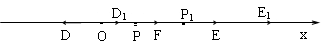 D₁ P₁ E₁
D O P F E x